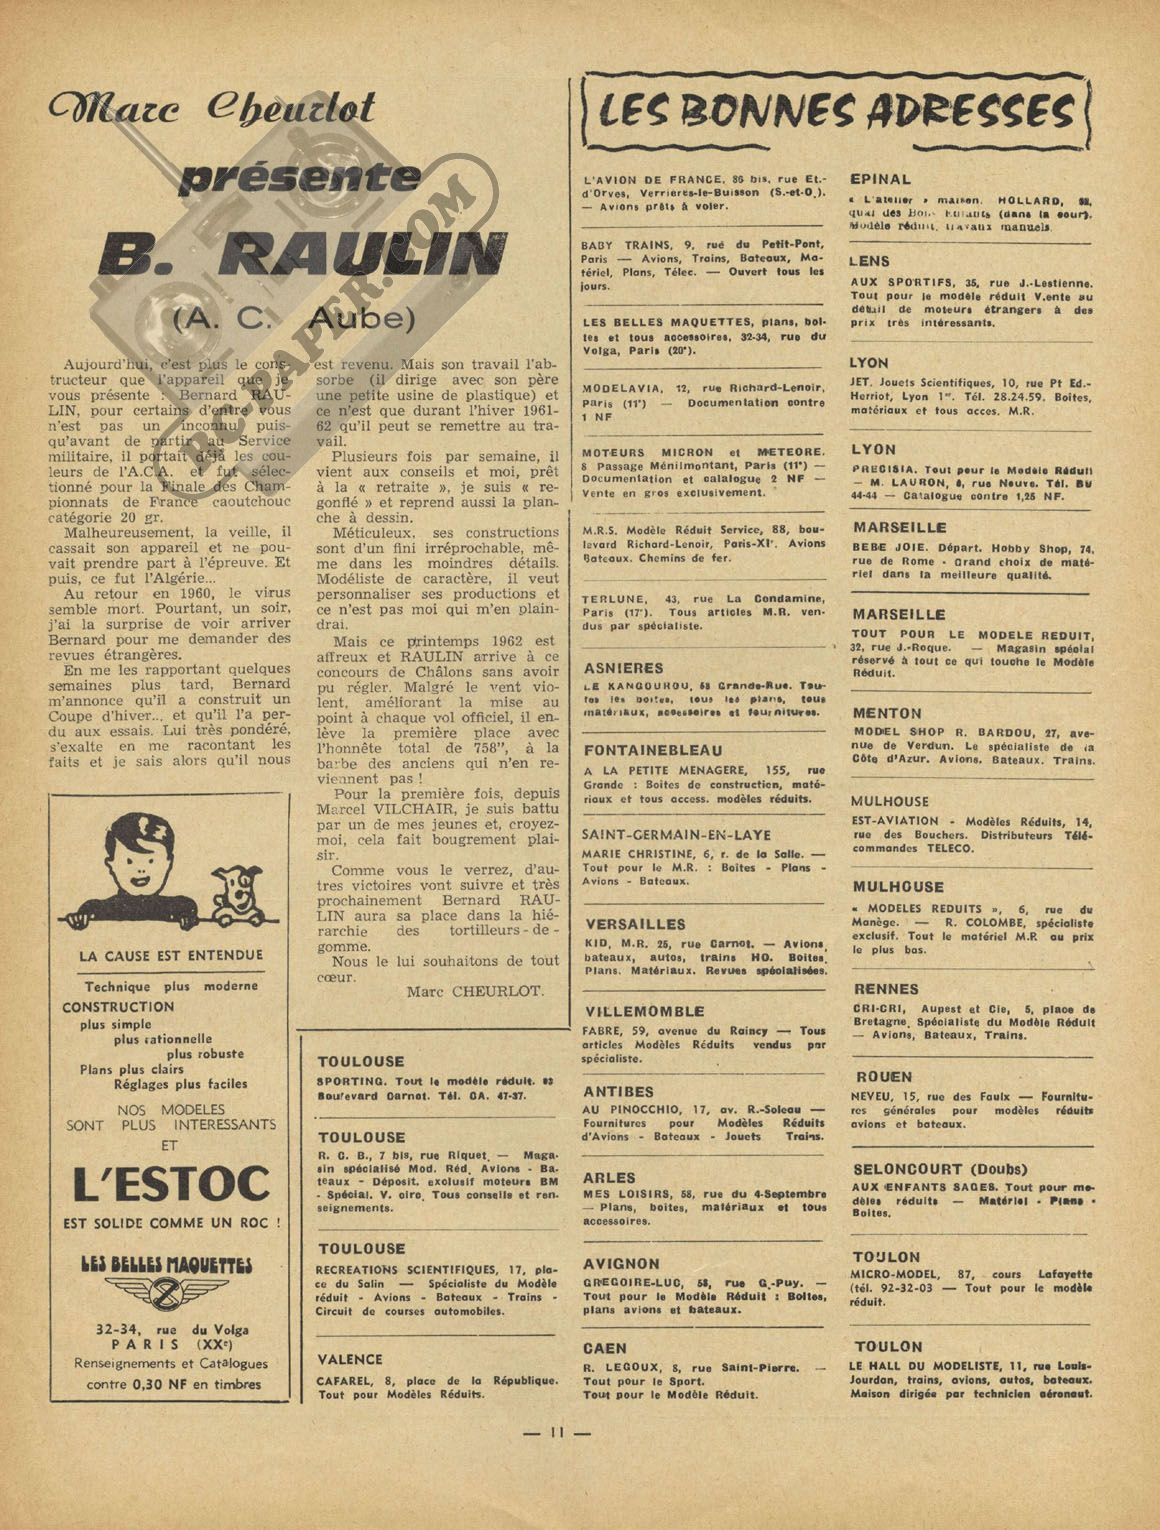 Marc Cheurlot
présente
B. RAULIN
(A. C. Aube)
Aujourd'hui, c'est plus le cons-
tructeur que l'appareil que je
vous présente : Bernard RAU-
LIN, pour certains d'entre vous
n'est pas un inconnu puis-
qu'avant de partir au Service
militaire, il portait déjà les cou-
leurs de l'A.C.A. et fut sélec-
tionné pour la Finale des Cham-
pionnats de France caoutchouc
catégorie 20 gr.
Malheureusement, la veille, il
cassait son appareil et ne pou-
vait prendre part à l'épreuve. Et
puis, ce fut l'Algérie...
Au retour en 1960, le virus
semble mort. Pourtant, un soir,
j'ai la surprise de voir arriver
Bernard pour me demander des
revues étrangères.
En me les rapportant quelques
semaines plus tard, Bernard
m'annonce qu'il a construit un
Coupe d'hiver... et qu'il l'a per-
du aux essais. Lui très pondéré,
s'exalte en me racontant les
faits et je sais alors qu'il nous
est revenu. Mais son travail l'ab-
sorbe (il dirige avec son père
une petite usine de plastique) et
ce n'est que durant l'hiver 1961-
62 qu'il peut se remettre au tra-
vail.
Plusieurs fois par semaine, il
vient aux conseils et moi, prêt
à la « retraite », je suis « re-
gonflé » et reprend aussi la plan-
che à dessin.
Méticuleux, ses constructions
sont d'un fini irréprochable, mê-
me dans les moindres détails.
Modéliste de caractère, il veut
personnaliser ses productions et
ce n'est pas moi qui m'en plain-
drai.
Mais ce printemps 1962 est
affreux et RAULIN arrive à ce
concours de Châlons sans avoir
pu régler. Malgré le vent vio-
lent, améliorant la mise au
point à chaque vol officiel, il en-
lève la première place avec
l'honnête total de 758", à la
barbe des anciens qui n'en re-
viennent pas !
Pour la première fois, depuis
Marcel VILCHAIR, je suis battu
par un de mes jeunes et, croyez-
moi, cela fait bougrement plai-
sir.
Comme vous le verrez, d'au-
tres victoires vont suivre et très
prochainement Bernard RAU-
LIN aura sa place dans la hié-
rarchie des tortilleurs - de -
gomme.
Nous le lui souhaitons de tout
cœur.
Marc CHEURLOT.
LA CAUSE EST ENTENDUE
Technique plus moderne
CONSTRUCTION
plus simple
plus rationnelle
plus robuste
Plans plus clairs
Réglages plus faciles
NOS MODELES
SONT PLUS INTERESSANTS
ET
L'ESTOC
EST SOLIDE COMME UN ROC !
LES BELLES MAQUETTES
32-34, rue du Volga
PARIS (XXe)
Renseignements et Catalogues
contre 0,30 NF en timbres
TOULOUSE
SPORTING. Tout le modèle réduit. 83
Boulevard Carnot. Tél. CA. 47-37.
TOULOUSE
R. C. B., 7 bis, rue Riquet. — Maga-
sin spécialisé Mod. Réd. Avions - Ba-
teaux - Déposit. exclusif moteurs BM
- Spécial. V. circ. Tous conseils et ren-
seignements.
TOULOUSE
RECREATIONS SCIENTIFIQUES, 17, pla-
ce du Salin — Spécialiste du Modèle
réduit - Avions - Bateaux - Trains -
Circuit de courses automobiles.
VALENCE
CAFAREL, 8, place de la République.
Tout pour Modèles Réduits.
LES BONNES ADRESSES
L'AVION DE FRANCE, 86 bis, rue Et.-
d'Orves, Verrières-le-Buisson (S.-et-O.).
— Avions prêts à voler.
BABY TRAINS, 9, rue du Petit-Pont,
Paris — Avions, Trains, Bateaux, Ma-
tériel, Plans, Télec. — Ouvert tous les
jours.
LES BELLES MAQUETTES, plans, boî-
tes et tous accessoires, 32-34, rue du
Volga, Paris (20°).
MODELAVIA, 12, rue Richard-Lenoir,
Paris (11°) — Documentation contre
1 NF
MOTEURS MICRON et METEORE.
8 Passage Ménilmontant, Paris (11°) —
Documentation et catalogue 2 NF —
Vente en gros exclusivement.
M.R.S. Modèle Réduit Service, 88, bou-
levard Richard-Lenoir, Paris-XI°. Avions
Bateaux. Chemins de fer.
TERLUNE, 43, rue La Condamine,
Paris (17°). Tous articles M.R. ven-
dus par spécialiste.
ASNIERES
LE KANGOUROU, 58 Grande-Rue. Tou-
tes les boîtes, tous les plans, tous
matériaux, accessoires et fournitures.
FONTAINEBLEAU
A LA PETITE MENAGERE, 155, rue
Grande : Boites de construction, maté-
riaux et tous access. modèles réduits.
SAINT-GERMAIN-EN-LAYE
MARIE CHRISTINE, 6, r. de la Salle. —
Tout pour le M.R. : Boîtes - Plans -
Avions - Bateaux.
VERSAILLES
KID, M.R. 25, rue Carnot. — Avions,
bateaux, autos, trains HO. Boites.
Plans. Matériaux. Revues spécialisées.
VILLEMOMBLE
FABRE, 59, avenue du Raincy — Tous
articles Modèles Réduits vendus par
spécialiste.
ANTIBES
AU PINOCCHIO, 17, av. R.-Soleau —
Fournitures pour Modèles Réduits
d'Avions - Bateaux - Jouets Trains.
ARLES
MES LOISIRS, 58, rue du 4-Septembre
— Plans, boites, matériaux et tous
accessoires.
AVIGNON
GREGOIRE-LUC, 58, rue G.-Puy. —
Tout pour le Modèle Réduit : Boîtes,
plans avions et bateaux.
CAEN
R. LEGOUX, 8, rue Saint-Pierre. —
Tout pour le Sport.
Tout pour le Modèle Réduit.
EPINAL
« L'atelier » maison. HOLLARD,
quai des Bons Enfants (dans la cour).
Modèle réduit, travaux manuels.
LENS
AUX SPORTIFS, 35, rue J.-Lestienne.
Tout pour le modèle réduit V.ente au
détail de moteurs étrangers à des
prix très intéressants.
LYON
JET. Jouets Scientifiques, 10, rue Pt Ed.-
Herriot, Lyon 1er. Tél. 28.24.59. Boites,
matériaux et tous acces. M.R.
LYON
PRECISIA. Tout pour le Modèle Réduit
— M. LAURON, 8, rue Neuve. Tél. BU
44-44 — Catalogue contre 1,25 NF.
MARSEILLE
BEBE JOIE. Départ. Hobby Shop, 74,
rue de Rome - Grand choix de maté-
riel dans la meilleure qualité.
MARSEILLE
TOUT POUR LE MODELE REDUIT,
32, rue J.-Roque. — Magasin spécial
réservé à tout ce qui touche le Modèle
Réduit.
MENTON
MODEL SHOP R. BARDOU, 27, ave-
nue de Verdun. Le spécialiste de la
Côte d'Azur. Avions. Bateaux. Trains.
MULHOUSE
EST-AVIATION - Modèles Réduits, 14,
rue des Bouchers. Distributeurs Télé-
commandes TELECO.
MULHOUSE
« MODELES REDUITS », 6, rue du
Manège. — R. COLOMBE, spécialiste
exclusif. Tout le matériel M.R. au prix
le plus bas.
RENNES
CRI-CRI, Aupest et Cie, 5, place de
Bretagne. Spécialiste du Modèle Réduit
— Avions, Bateaux, Trains.
ROUEN
NEVEU, 15, rue des Faulx — Fournitu-
res générales pour modèles réduits
avions et bateaux.
SELONCOURT (Doubs)
AUX ENFANTS SAGES. Tout pour mo-
dèles réduits — Matériel - Plans -
Boites.
TOULON
MICRO-MODEL, 87, cours Lafayette
(tél. 92-32-03 — Tout pour le modèle
réduit.
TOULON
LE HALL DU MODELISTE, 11, rue Louis-
Jourdan, trains, avions, autos, bateaux.
Maison dirigée par technicien aéronaut.
— 11 —
RC-PAPER.COM